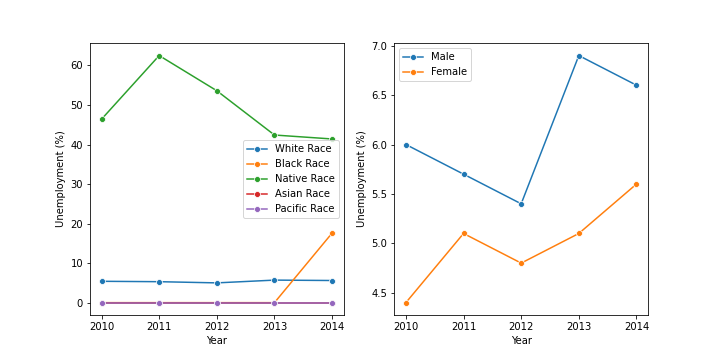 60
50
40
30
20
10
0
Unemployment (%)
White Race
Black Race
Native Race
Asian Race
Pacific Race
2010 2011 2012 2013 2014
Year
7.0
6.5
6.0
5.5
5.0
4.5
Unemployment (%)
Male
Female
2010 2011 2012 2013 2014
Year